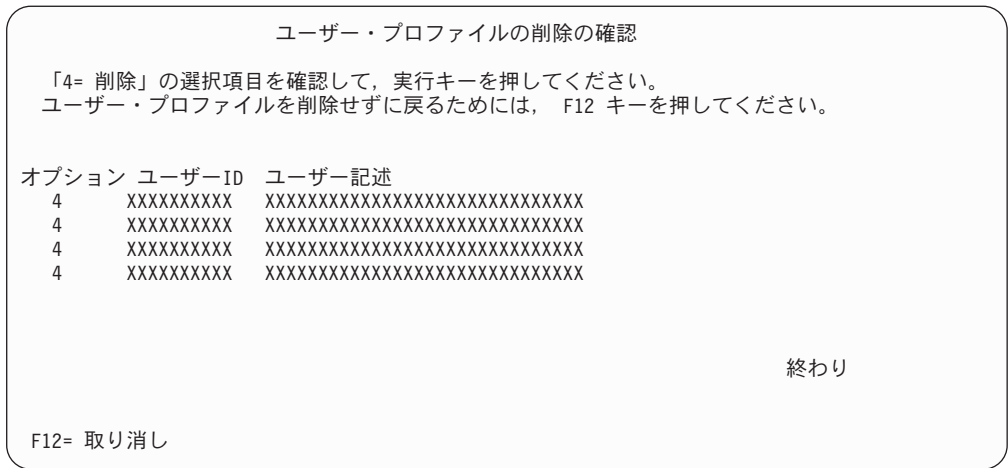 ユーザー・プロファイルの削除の確認
「4= 削除」の選択項目を確認して, 実行キーを押してください。
ユーザー・プロファイルを削除せずに戻るためには, F12 キーを押してください。
オプション ユーザーID ユーザー記述
4 XXXXXXXXXX XXXXXXXXXXXXXXXXXXXXXXXXXXXXXX
4 XXXXXXXXXX XXXXXXXXXXXXXXXXXXXXXXXXXXXXXX
4 XXXXXXXXXX XXXXXXXXXXXXXXXXXXXXXXXXXXXXXX
4 XXXXXXXXXX XXXXXXXXXXXXXXXXXXXXXXXXXXXXXX
終わり
F12= 取り消し